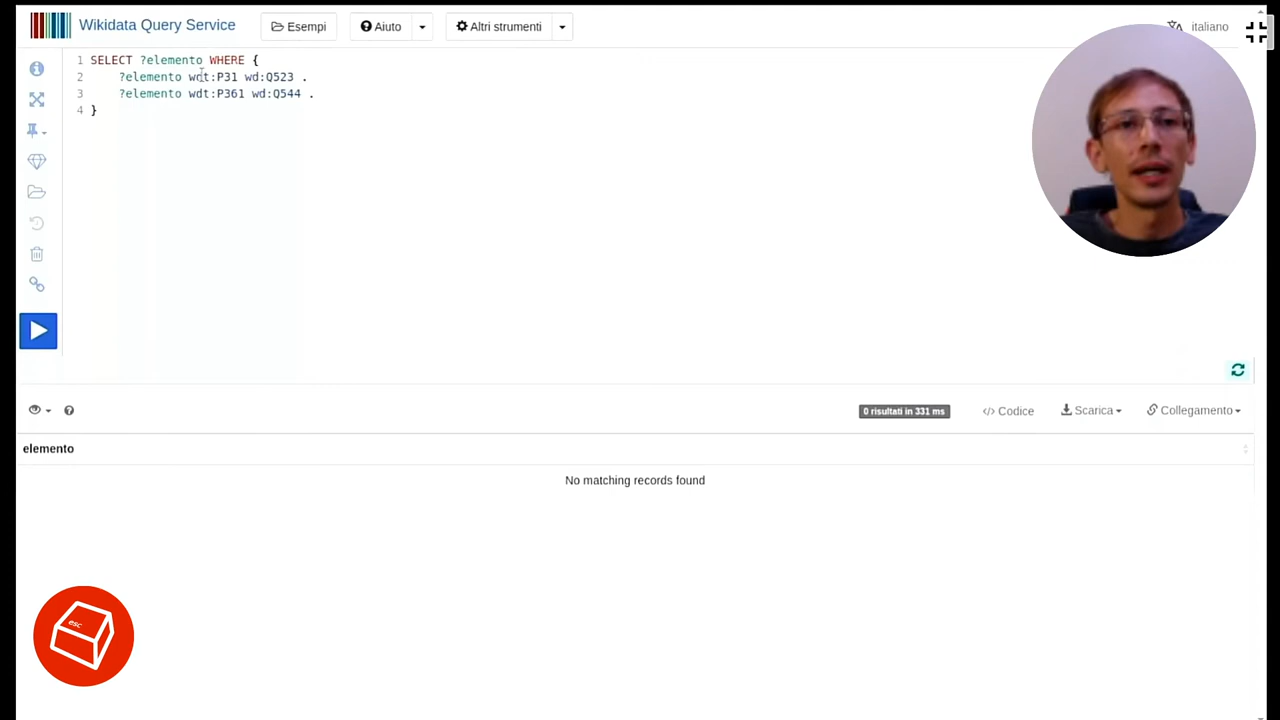 Wikidata Query Service
Esempi
Aiuto
Altri strumenti
italiano
1 SELECT ?elemento WHERE {
2 ?elemento wdt:P31 wd:Q523 .
3 ?elemento wdt:P361 wd:Q544 .
4 }
0 risultati in 331 ms
</> Codice
Scarica
Collegamento
elemento
No matching records found
esc